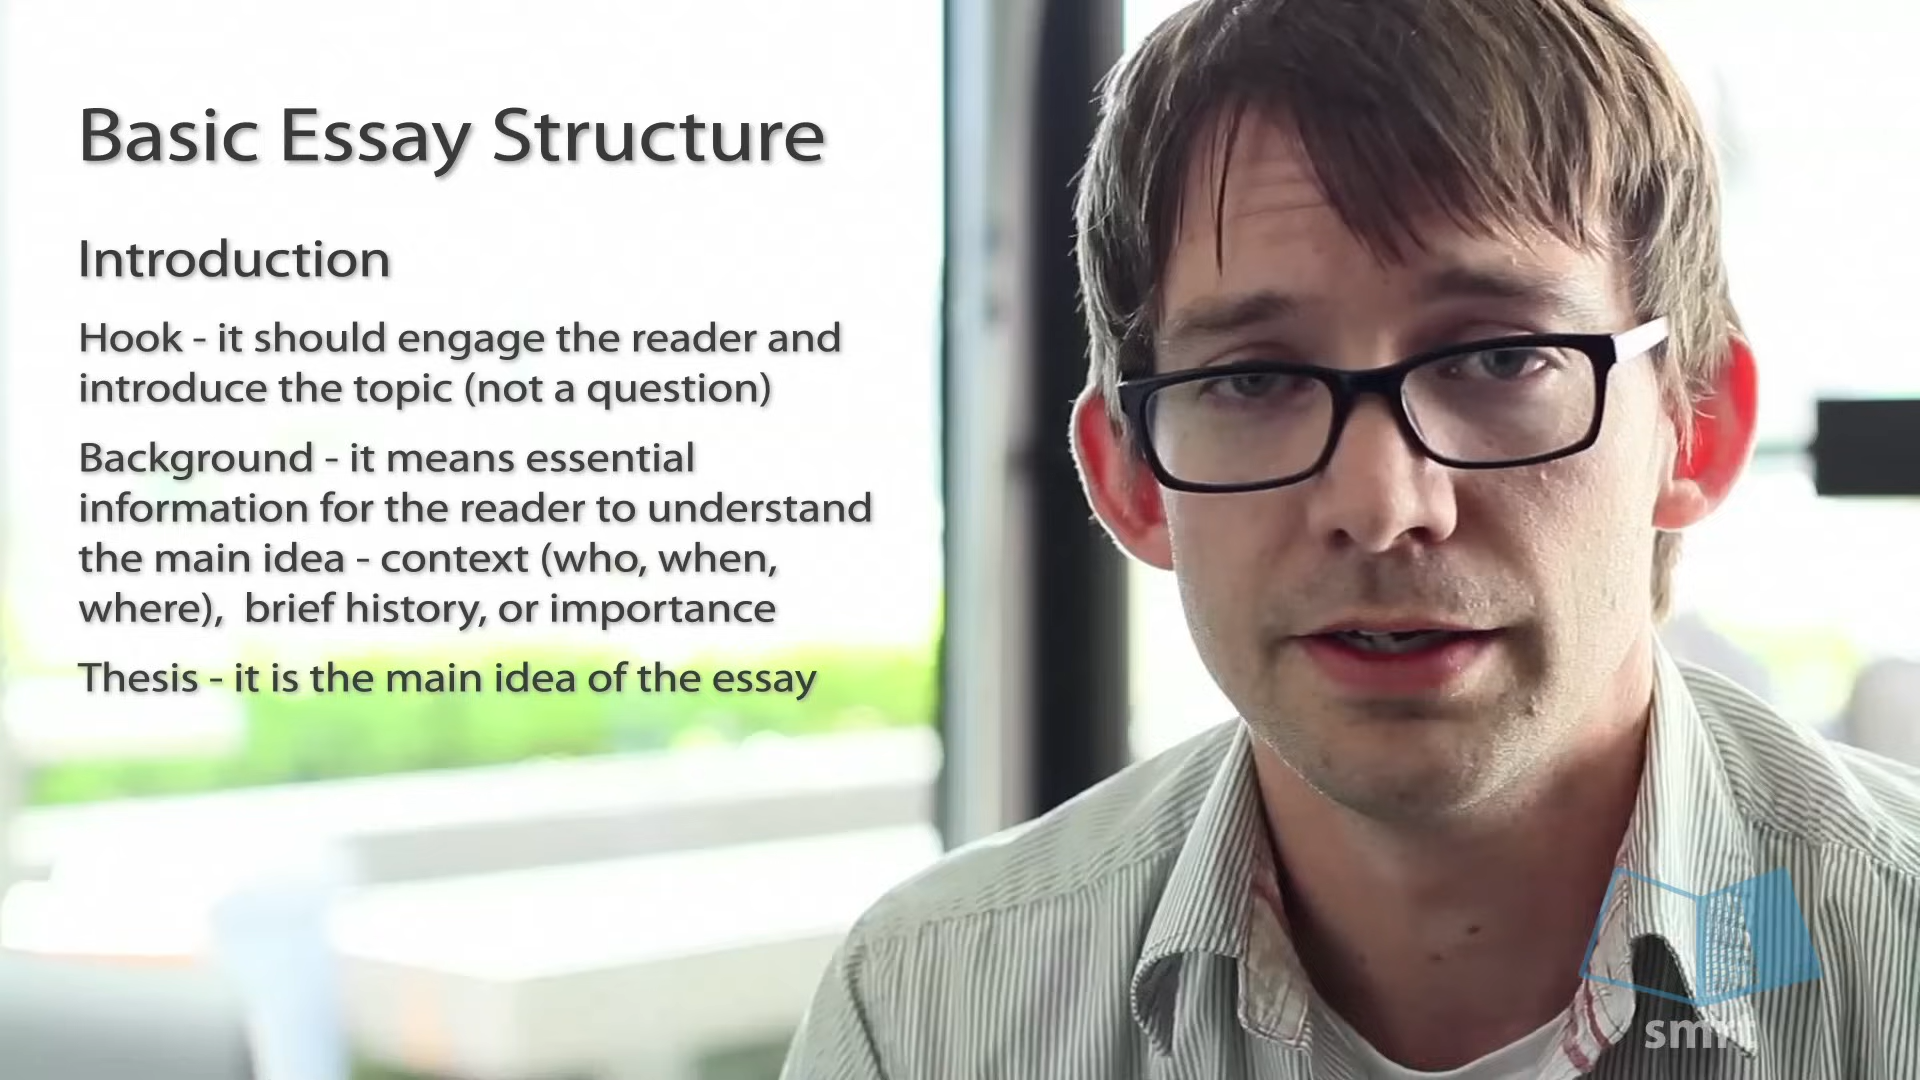 Basic Essay Structure
Introduction
Hook - it should engage the reader and
introduce the topic (not a question)
Background - it means essential
information for the reader to understand
the main idea - context (who, when,
where),  brief history, or importance
Thesis - it is the main idea of the essay
smrt